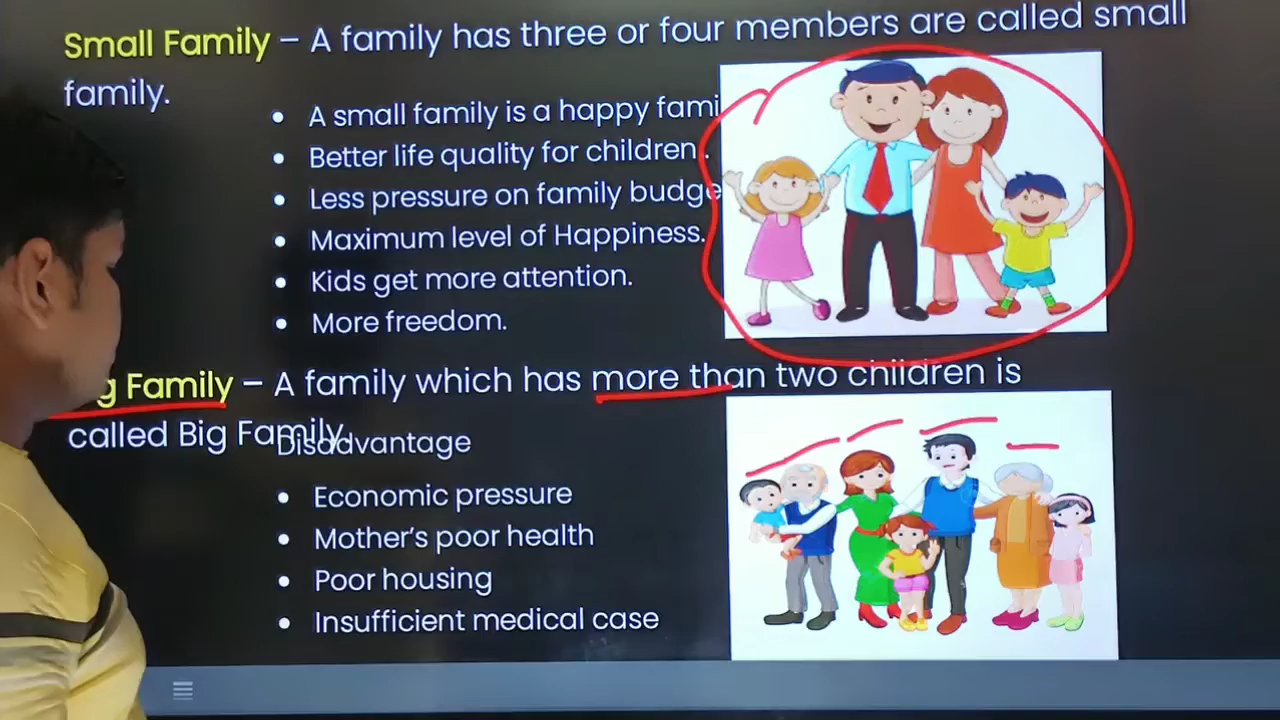 Small Family – A family has three or four members are called small
family.
• A small family is a happy fami
• Better life quality for children .
• Less pressure on family budge
• Maximum level of Happiness.
• Kids get more attention.
• More freedom.
g Family – A family which has more than two children is
called Big Family.
Disadvantage
• Economic pressure
• Mother's poor health
• Poor housing
• Insufficient medical case